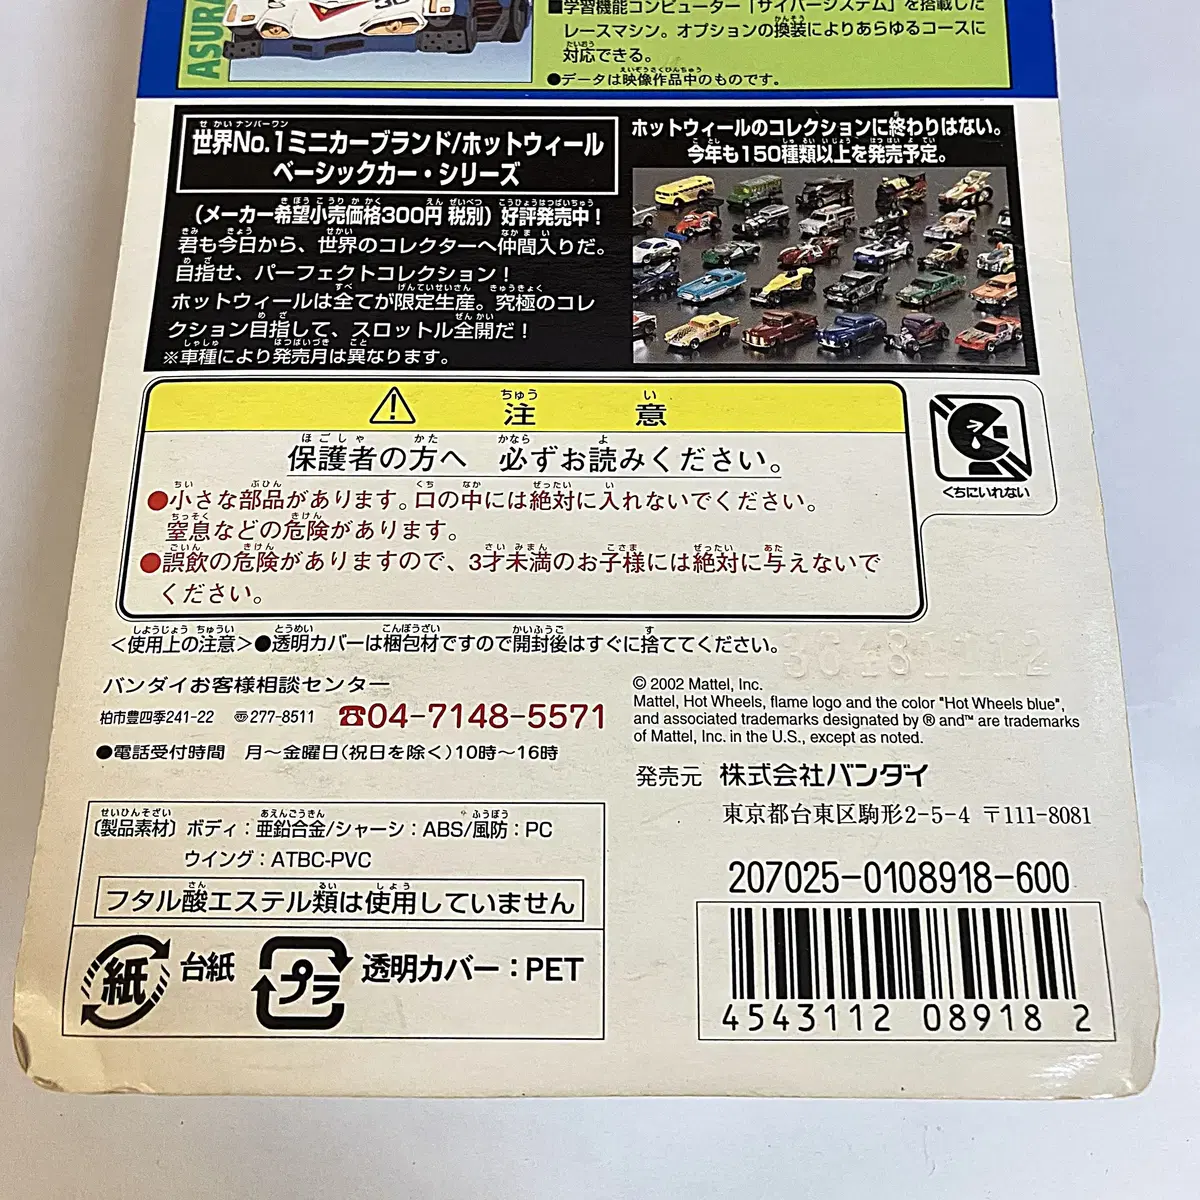 ASURA
■学習機能コンピューター「サイバーシステム」を搭載した
レースマシン。オプションの換装によりあらゆるコースに
対応できる。
●データは映像作品中のものです。
世界No.1ミニカーブランド/ホットウィール
ベーシックカー・シリーズ
(メーカー希望小売価格300円 税別) 好評発売中!
君も今日から、世界のコレクターへ仲間入りだ。
目指せ、パーフェクトコレクション!
ホットウィールは全てが限定生産。究極のコレ
クション目指して、スロットル全開だ!
※車種により発売月は異なります。
ホットウィールのコレクションに終わりはない。
今年も150種類以上を発売予定。
注意
保護者の方へ 必ずお読みください。
●小さな部品があります。口の中には絶対に入れないでください。
窒息などの危険があります。
●誤飲の危険がありますので、3才未満のお子様には絶対に与えないで
ください。
くちにいれない
<使用上の注意>●透明カバーは梱包材ですので開封後はすぐに捨ててください。
バンダイお客様相談センター
柏市豊四季241-22 〠277-8511 ☎04-7148-5571
●電話受付時間 月～金曜日(祝日を除く)10時～16時
© 2002 Mattel, Inc.
Mattel, Hot Wheels, flame logo and the color "Hot Wheels blue",
and associated trademarks designated by ® and™ are trademarks
of Mattel, Inc. in the U.S., except as noted.
発売元 株式会社バンダイ
東京都台東区駒形2-5-4 〒111-8081
〔製品素材〕ボディ:亜鉛合金/シャーシ:ABS/風防:PC
ウイング:ATBC-PVC
フタル酸エステル類は使用していません
紙 台紙 プラ 透明カバー:PET
207025-0108918-600
4543112 08918 2